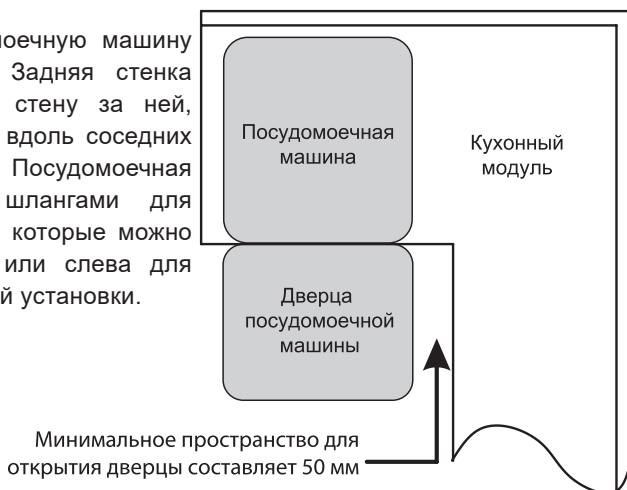 моечную машину
Задняя стенка
стену за ней,
вдоль соседних
Посудомоечная
шлангами для
которые можно
или слева для
й установки.
Посудомоечная
машина
Кухонный
модуль
Дверца
посудомоечной
машины
Минимальное пространство для
открытия дверцы составляет 50 мм